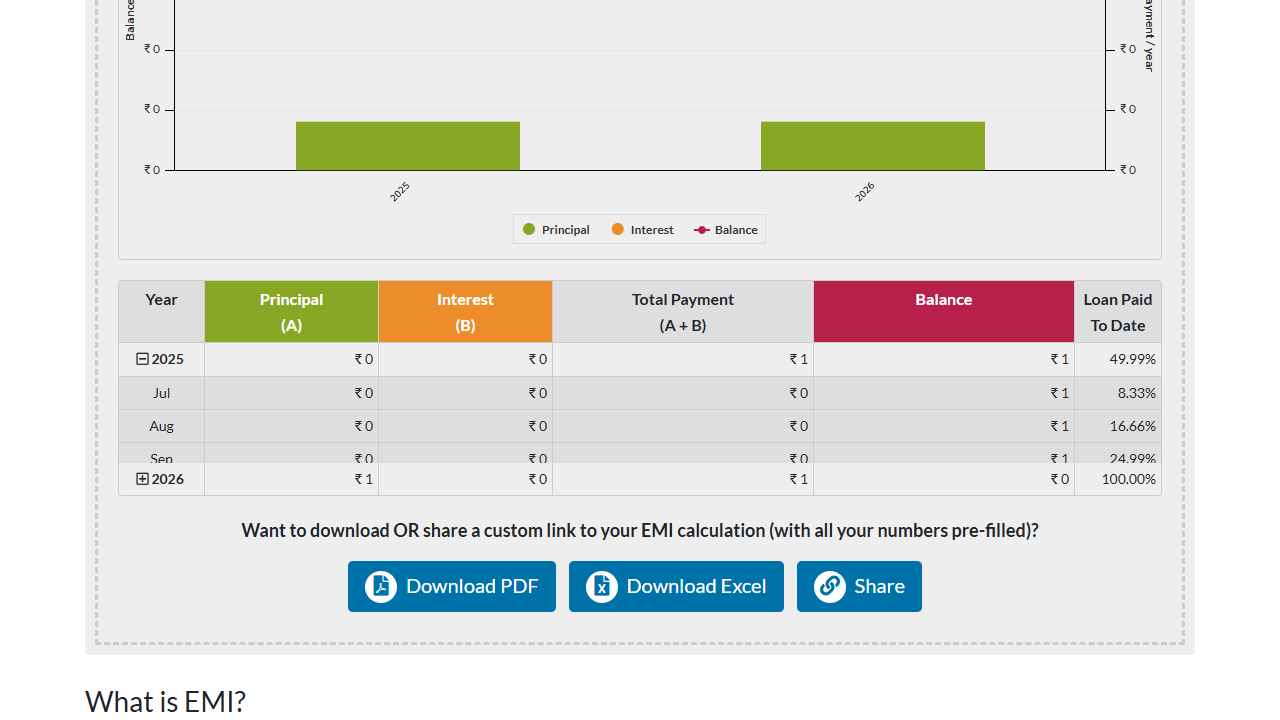 Balance
ayment / year
₹ 0
₹ 0
₹ 0
₹ 0
₹ 0
₹ 0
2025
2026
Principal
Interest
Balance
Year Principal Interest Total Payment Balance Loan Paid
(A) (B) (A + B) To Date
2025 ₹ 0 ₹ 0 ₹ 1 ₹ 1 49.99%
Jul ₹ 0 ₹ 0 ₹ 0 ₹ 1 8.33%
Aug ₹ 0 ₹ 0 ₹ 0 ₹ 1 16.66%
Sep ₹ 0 ₹ 0 ₹ 0 ₹ 1 24.99%
2026 ₹ 1 ₹ 0 ₹ 1 ₹ 0 100.00%
Want to download OR share a custom link to your EMI calculation (with all your numbers pre-filled)?
Download PDF
Download Excel
Share
What is EMI?